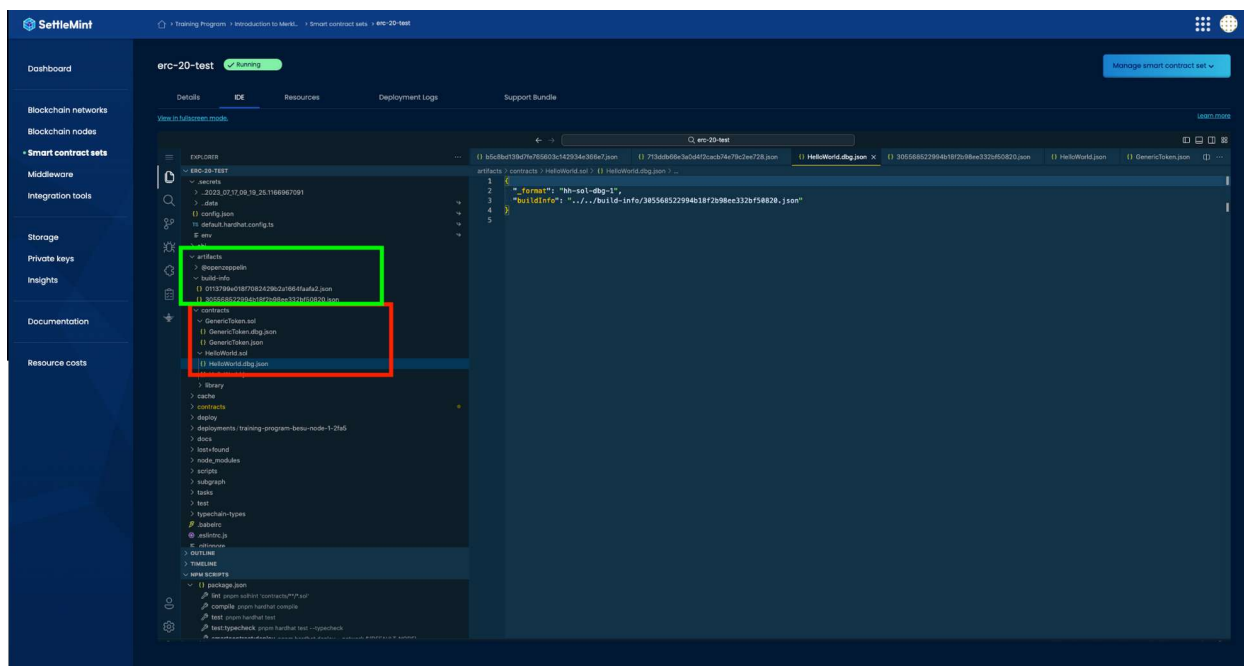 SettleMint
Training Program > Introduction to Merkl... > Smart contract sets > erc-20-test
Dashboard
Blockchain networks
Blockchain nodes
Smart contract sets
Middleware
Integration tools
Storage
Private keys
Insights
Documentation
Resource costs
erc-20-test
Running
Manage smart contract set
Details IDE Resources Deployment Logs Support Bundle
View in fullscreen mode.
Learn more
erc-20-test
EXPLORER
ERC-20-TEST
.secrets
..2023_07_17_09_19_25.1166967091
..data
config.json
default.hardhat.config.ts
env
artifacts
@openzeppelin
build-info
0113799e018f7082429b2a1664faafa2.json
305568522994b18f2b98ee332bf50820.json
contracts
GenericToken.sol
GenericToken.dbg.json
GenericToken.json
HelloWorld.sol
HelloWorld.dbg.json
library
cache
contracts
deploy
deployments/training-program-besu-node-1-2fa5
docs
lost+found
node_modules
scripts
subgraph
tasks
test
typechain-types
.babelrc
.eslintrc.js
.gitignore
OUTLINE
TIMELINE
NPM SCRIPTS
package.json
lint pnpm solhint 'contracts/**/*.sol'
compile pnpm hardhat compile
test pnpm hardhat test
test:typecheck pnpm hardhat test --typecheck
b5c8bd139d7fe765603c142934e366e7.json
713ddb66e3a0d4f2cacb74e79c2ee728.json
HelloWorld.dbg.json
305568522994b18f2b98ee332bf50820.json
HelloWorld.json
GenericToken.json
artifacts > contracts > HelloWorld.sol > {} HelloWorld.dbg.json > ...
1 {
2 "_format": "hh-sol-dbg-1",
3 "buildInfo": "../../build-info/305568522994b18f2b98ee332bf50820.json"
4 }
5